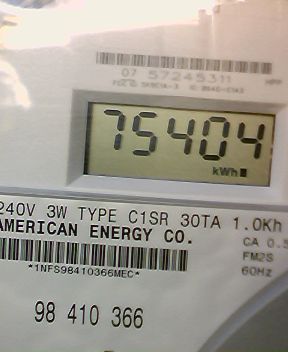 07 57245311
75404
kWh
240V 3W TYPE C1SR 30TA 1.0Kh
AMERICAN ENERGY CO.
CA 0.5
FM2S
60Hz
*1NFS98410366MEC*
98 410 366